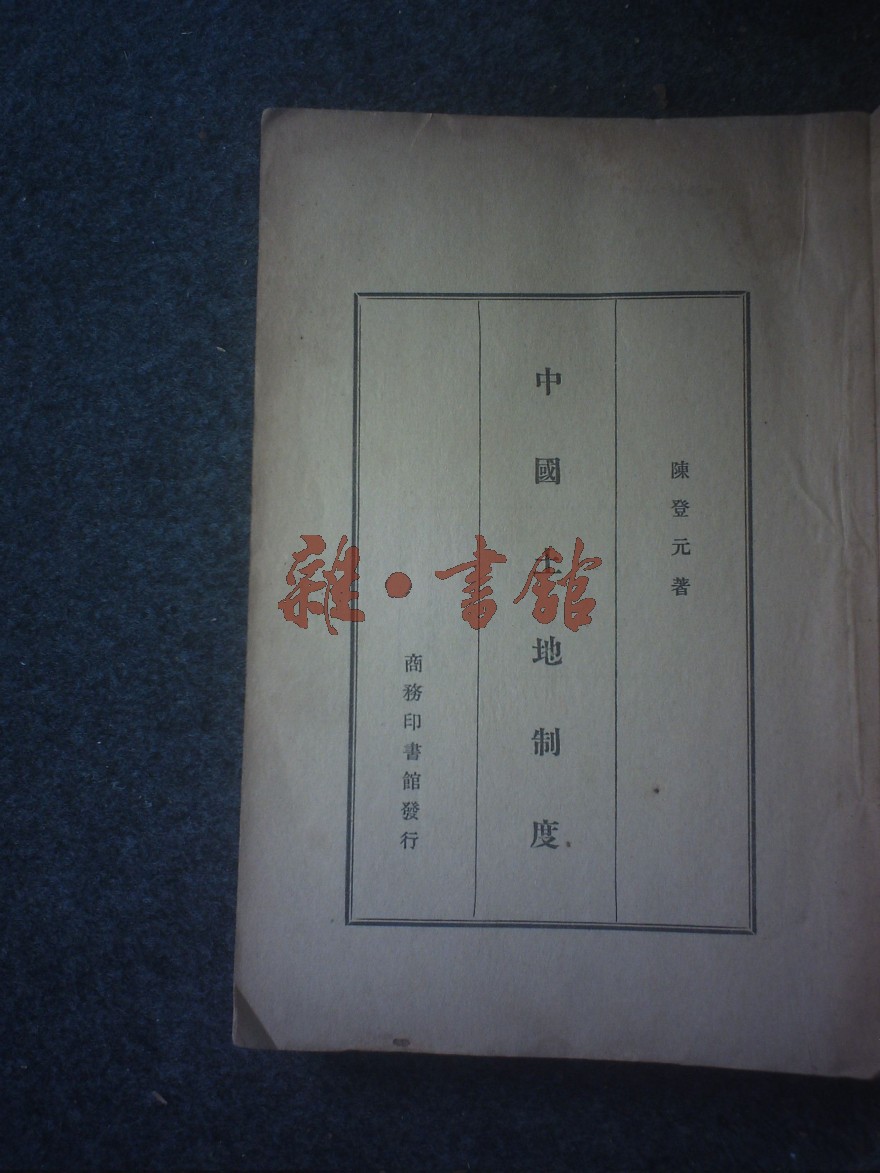 陳登元著
中國土地制度
商務印書館發行
雜·書館